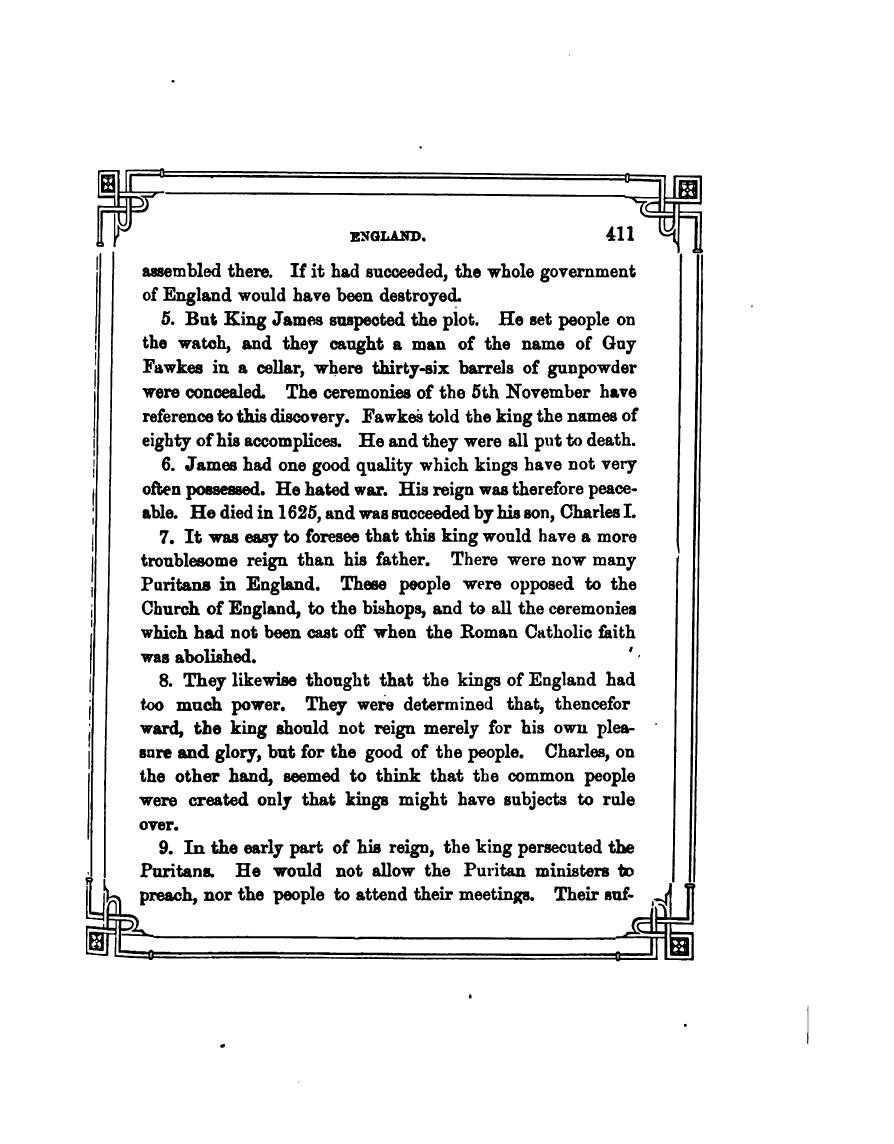 ENGLAND. 411
assembled there. If it had succeeded, the whole government
of England would have been destroyed.
5. But King James suspected the plot. He set people on
the watch, and they caught a man of the name of Guy
Fawkes in a cellar, where thirty-six barrels of gunpowder
were concealed. The ceremonies of the 5th November have
reference to this discovery. Fawkes told the king the names of
eighty of his accomplices. He and they were all put to death.
6. James had one good quality which kings have not very
often possessed. He hated war. His reign was therefore peace-
able. He died in 1625, and was succeeded by his son, Charles I.
7. It was easy to foresee that this king would have a more
troublesome reign than his father. There were now many
Puritans in England. These people were opposed to the
Church of England, to the bishops, and to all the ceremonies
which had not been cast off when the Roman Catholic faith
was abolished.
8. They likewise thought that the kings of England had
too much power. They were determined that, thencefor
ward, the king should not reign merely for his own plea-
sure and glory, but for the good of the people. Charles, on
the other hand, seemed to think that the common people
were created only that kings might have subjects to rule
over.
9. In the early part of his reign, the king persecuted the
Puritans. He would not allow the Puritan ministers to
preach, nor the people to attend their meetings. Their suf-